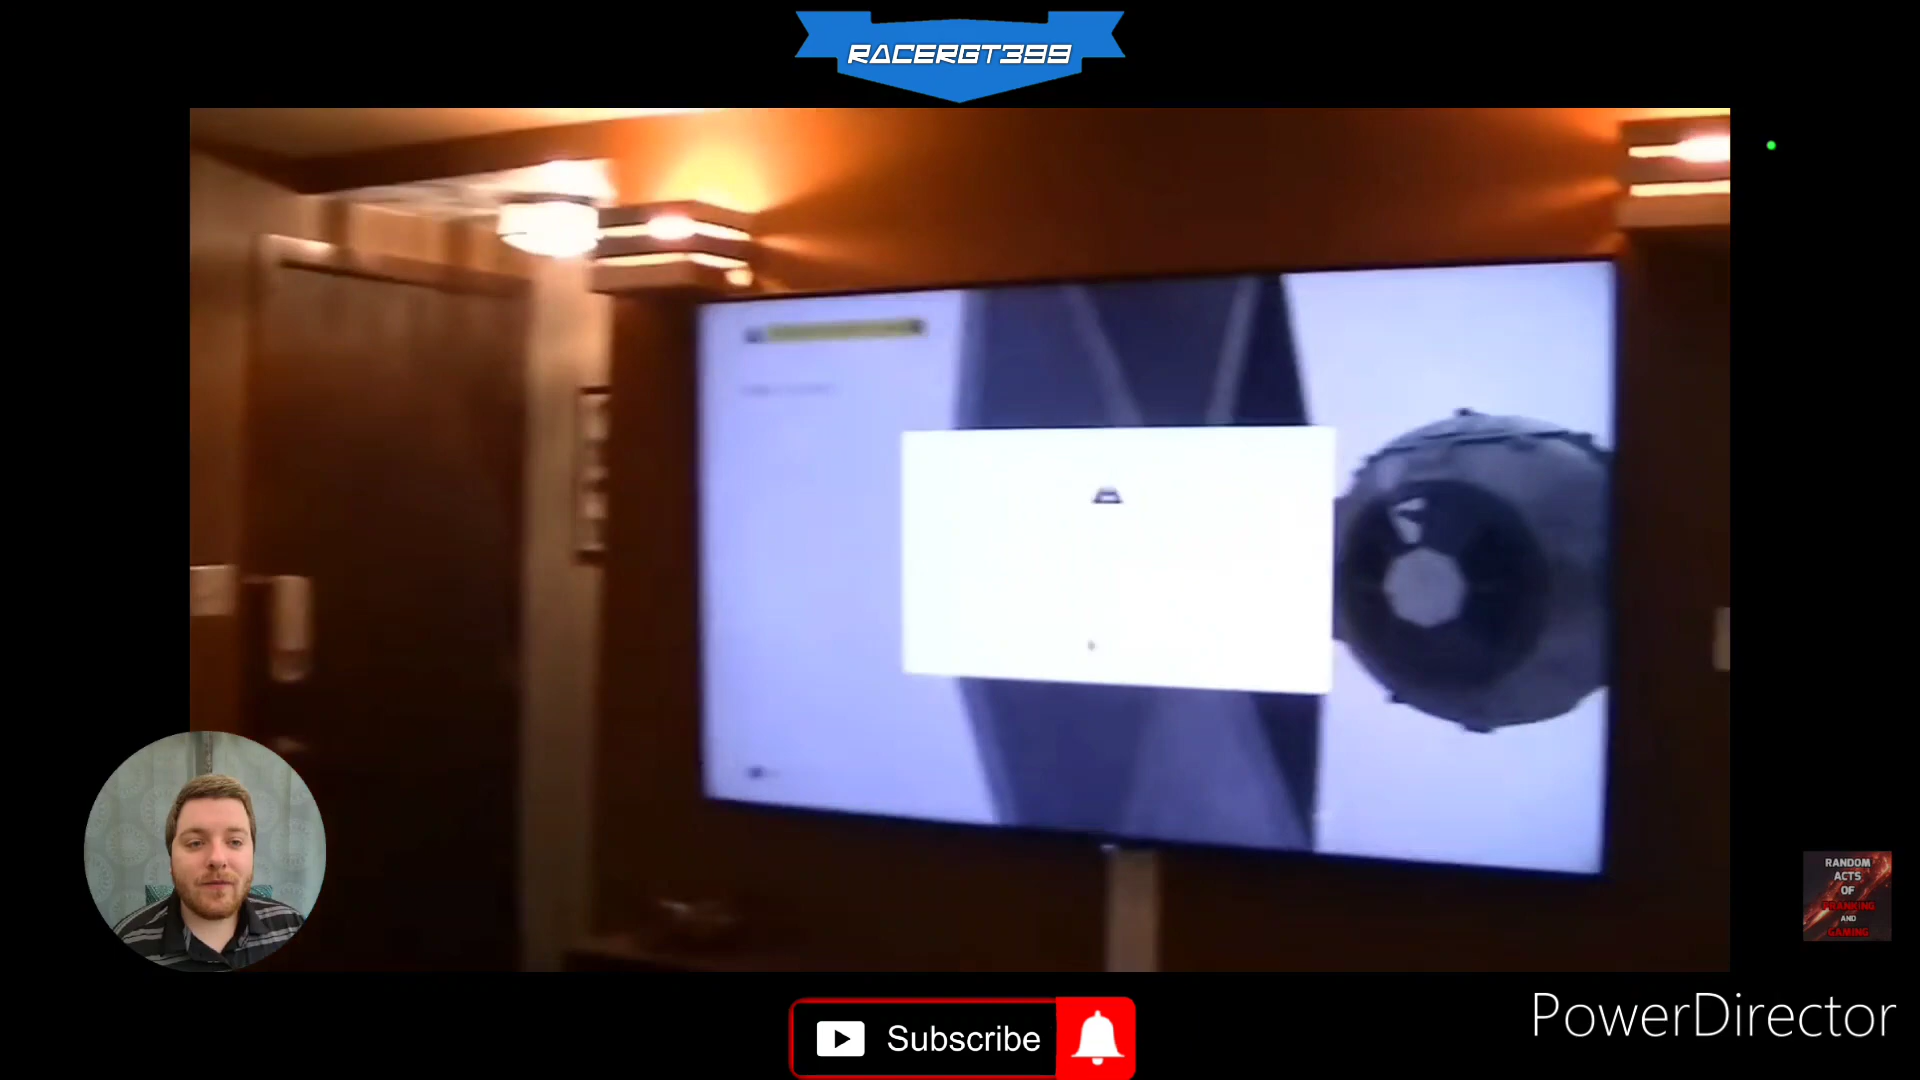 RACERGT399
RANDOM
ACTS
OF
PRANKING
AND
GAMING
PowerDirector
Subscribe